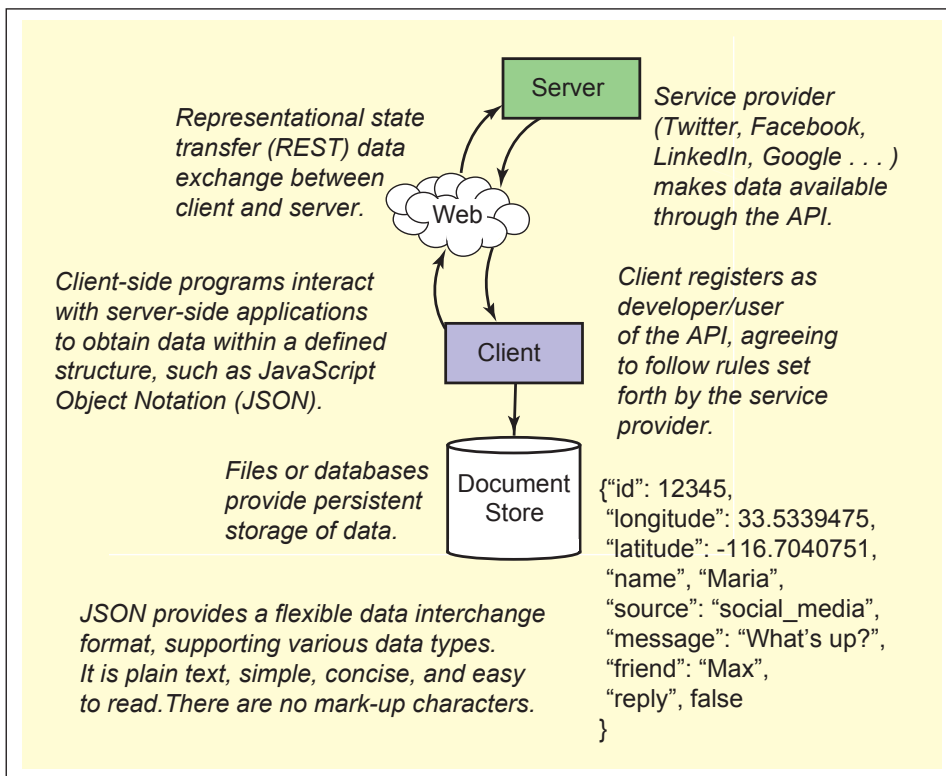 Server
Representational state
transfer (REST) data
exchange between
client and server.
Service provider
(Twitter, Facebook,
LinkedIn, Google . . . )
makes data available
through the API.
Web
Client-side programs interact
with server-side applications
to obtain data within a defined
structure, such as JavaScript
Object Notation (JSON).
Client
Client registers as
developer/user
of the API, agreeing
to follow rules set
forth by the service
provider.
Files or databases
provide persistent
storage of data.
Document
Store
{“id”: 12345,
“longitude”: 33.5339475,
“latitude”: -116.7040751,
“name”, “Maria”,
“source”: “social_media”,
“message”: “What’s up?”,
“friend”: “Max”,
“reply”, false
}
JSON provides a flexible data interchange
format, supporting various data types.
It is plain text, simple, concise, and easy
to read.There are no mark-up characters.